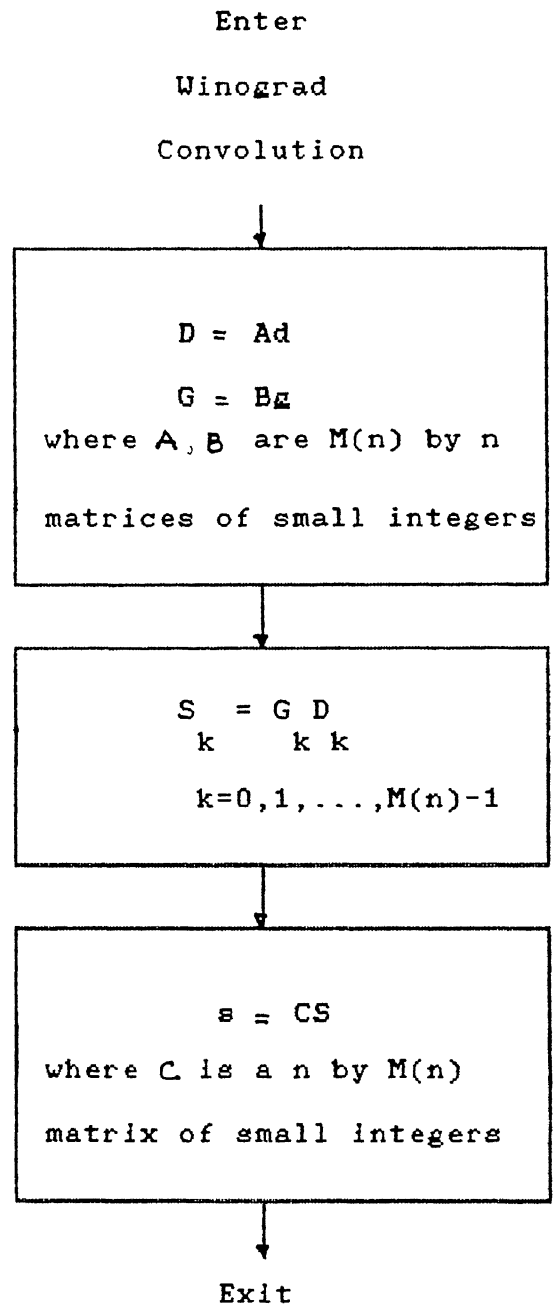 Enter
Winograd
Convolution
D = Ad
G = Bg
where A, B are M(n) by n
matrices of small integers
S = G D
k k k
k=0,1,...,M(n)-1
s = CS
where C is a n by M(n)
matrix of small integers
Exit